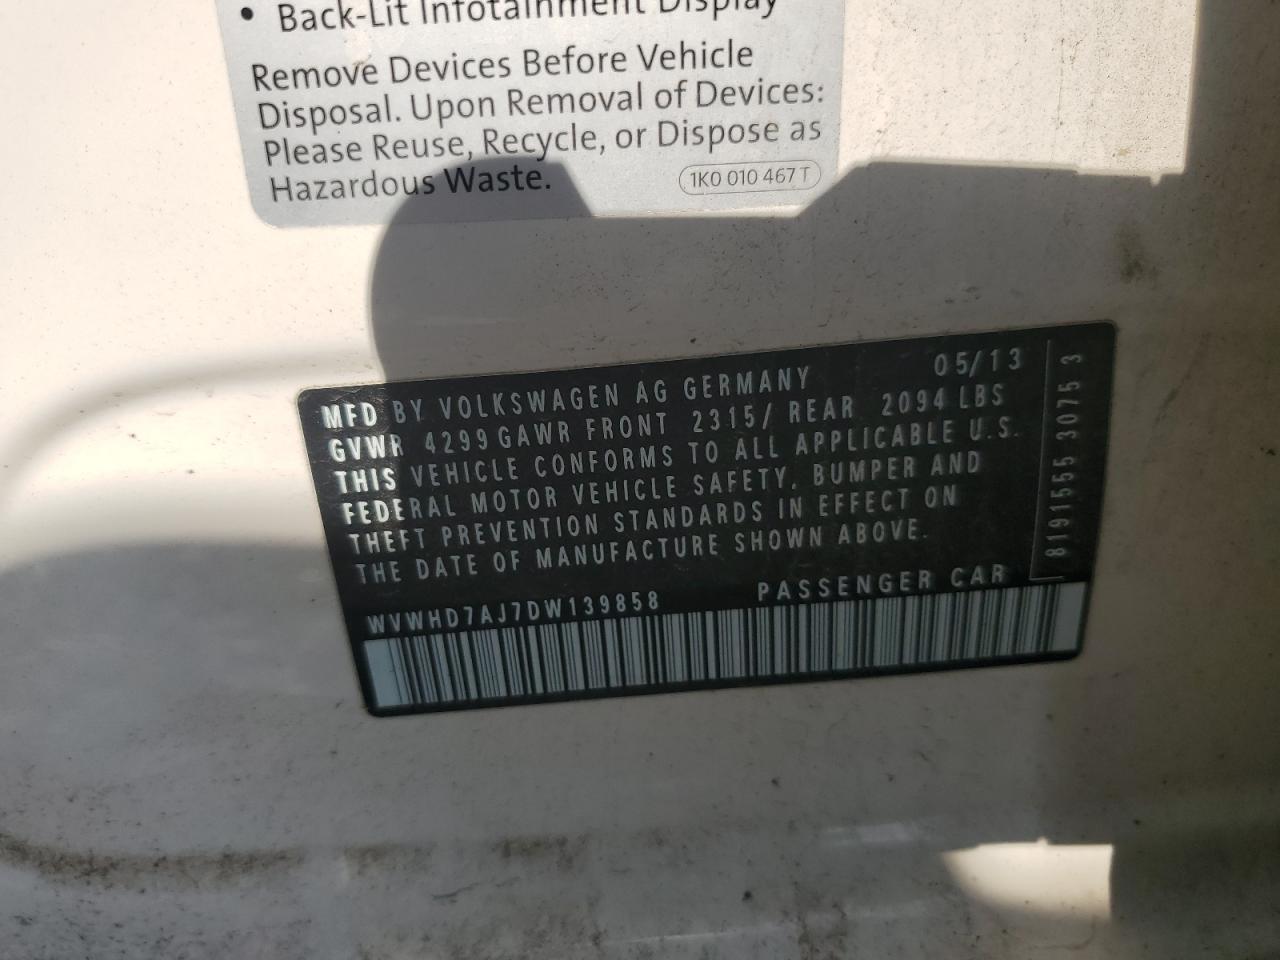 • Back-Lit Infotainment Display
Remove Devices Before Vehicle
Disposal. Upon Removal of Devices:
Please Reuse, Recycle, or Dispose as
Hazardous Waste.
1K0 010 467 T
MFD BY VOLKSWAGEN AG GERMANY 05/13
GVWR 4299 GAWR FRONT 2315/ REAR 2094 LBS
THIS VEHICLE CONFORMS TO ALL APPLICABLE U.S.
FEDERAL MOTOR VEHICLE SAFETY, BUMPER AND
THEFT PREVENTION STANDARDS IN EFFECT ON
THE DATE OF MANUFACTURE SHOWN ABOVE.
WVWHD7AJ7DW139858 PASSENGER CAR
8191555 3075 3